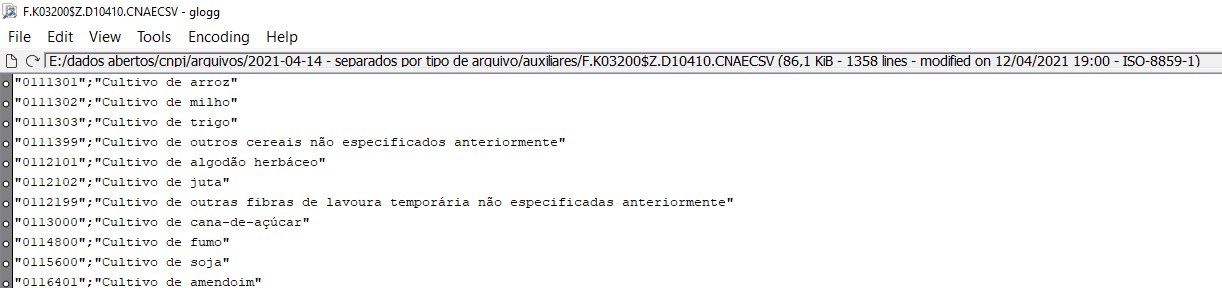 F.K03200$Z.D10410.CNAECSV - glogg
File Edit View Tools Encoding Help
E:/dados abertos/cnpj/arquivos/2021-04-14 - separados por tipo de arquivo/auxiliares/F.K03200$Z.D10410.CNAECSV (86,1 KiB - 1358 lines - modified on 12/04/2021 19:00 - ISO-8859-1)
"0111301";"Cultivo de arroz"
"0111302";"Cultivo de milho"
"0111303";"Cultivo de trigo"
"0111399";"Cultivo de outros cereais não especificados anteriormente"
"0112101";"Cultivo de algodão herbáceo"
"0112102";"Cultivo de juta"
"0112199";"Cultivo de outras fibras de lavoura temporária não especificadas anteriormente"
"0113000";"Cultivo de cana-de-açúcar"
"0114800";"Cultivo de fumo"
"0115600";"Cultivo de soja"
"0116401";"Cultivo de amendoim"